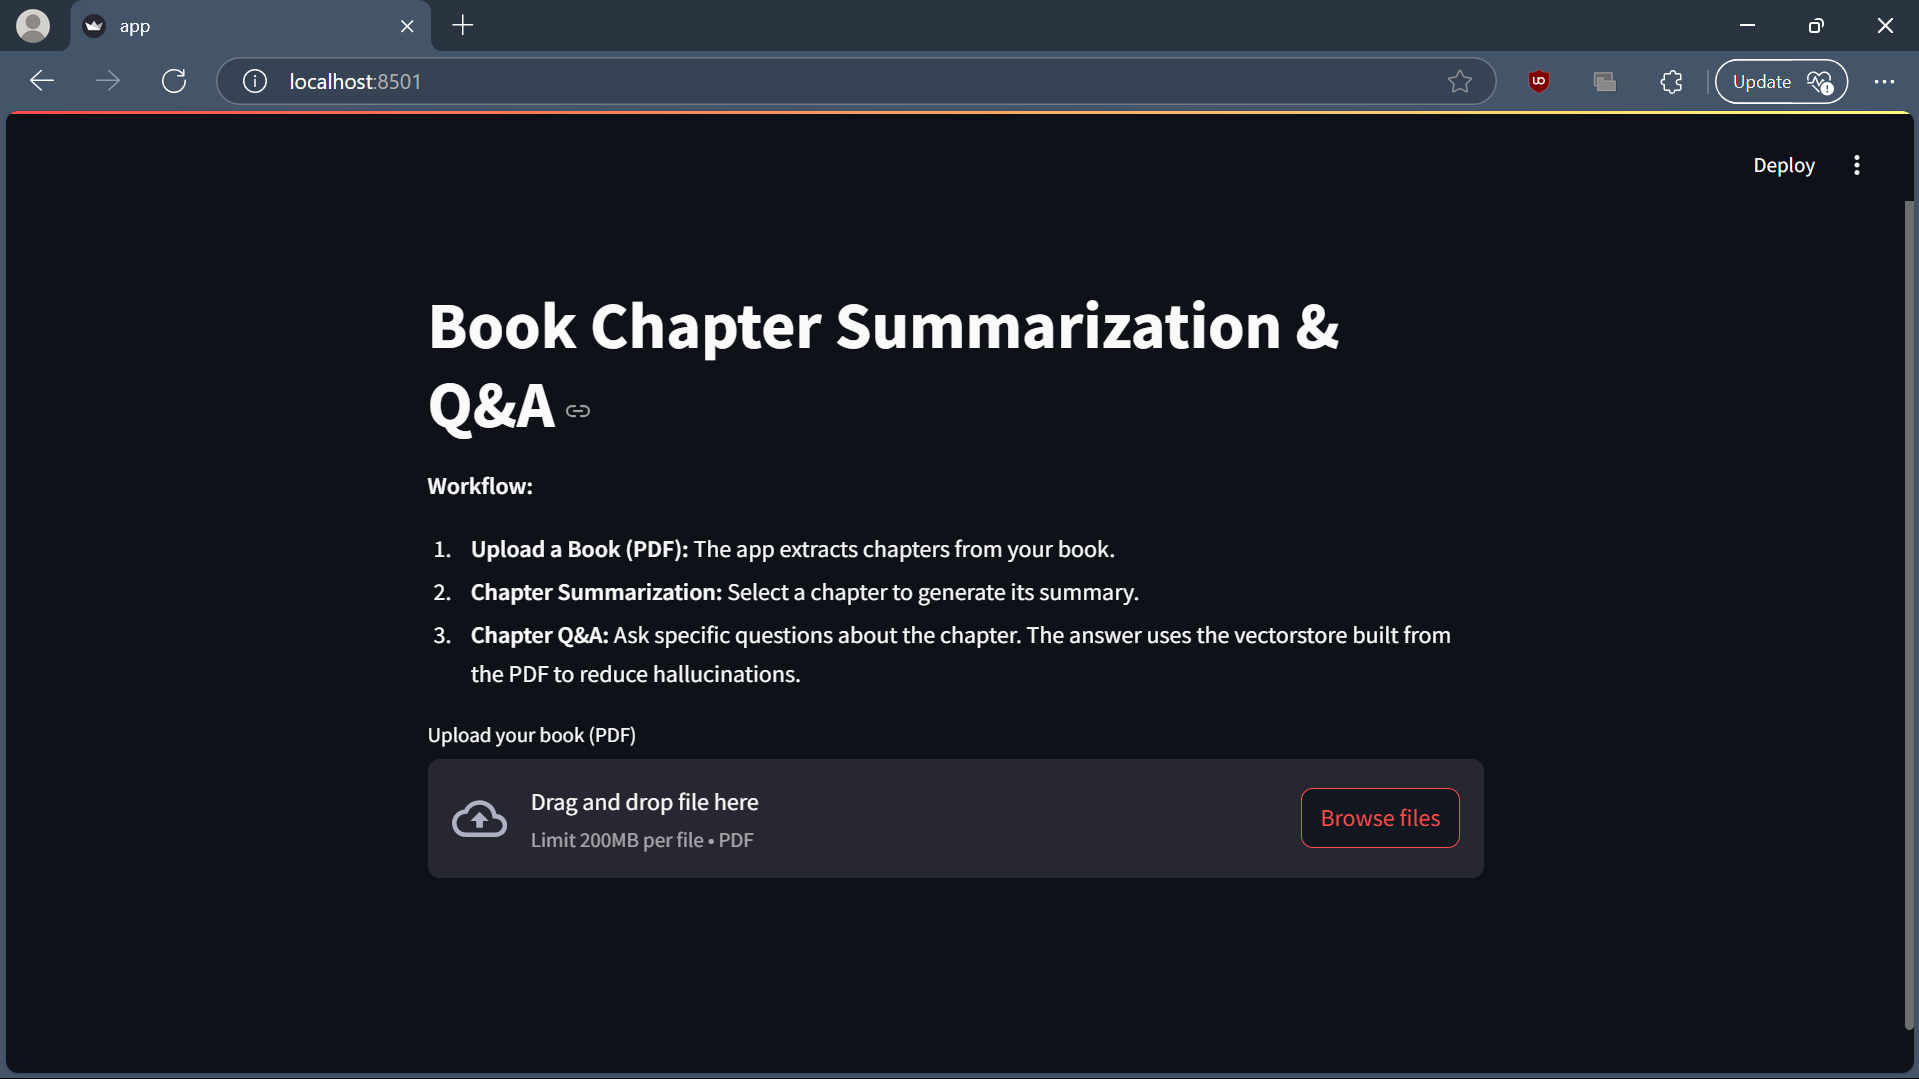 app
localhost:8501
Update
Deploy
Book Chapter Summarization &
Q&A
Workflow:
1. Upload a Book (PDF): The app extracts chapters from your book.
2. Chapter Summarization: Select a chapter to generate its summary.
3. Chapter Q&A: Ask specific questions about the chapter. The answer uses the vectorstore built from
the PDF to reduce hallucinations.
Upload your book (PDF)
Drag and drop file here
Limit 200MB per file • PDF
Browse files